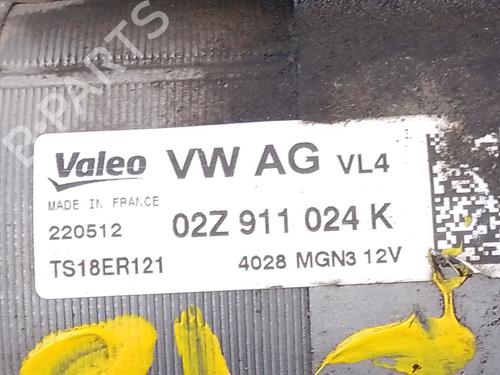 B-PARTS
Valeo VW AG VL4
MADE IN FRANCE
220512 02Z 911 024 K
TS18ER121 4028 MGN3 12V